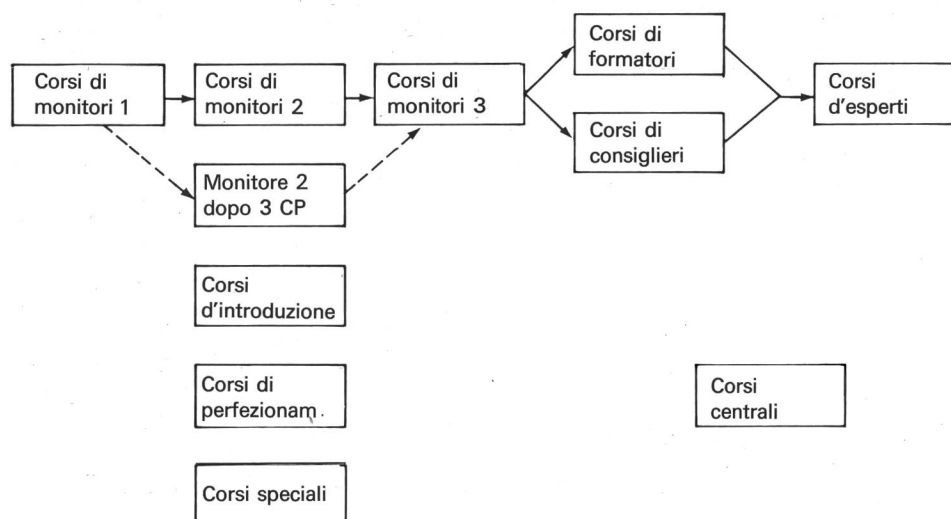 Corsi di
monitori 1
Corsi di
monitori 2
Corsi di
monitori 3
Corsi di
formatori
Corsi di
consiglieri
Corsi
d'esperti
Monitore 2
dopo 3 CP
Corsi
d'introduzione
Corsi di
perfezionam.
Corsi
centrali
Corsi speciali